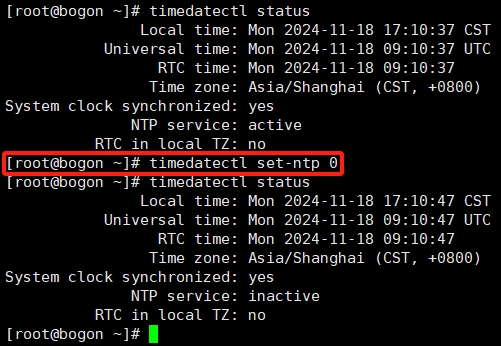 [root@bogon ~]# timedatectl status
Local time: Mon 2024-11-18 17:10:37 CST
Universal time: Mon 2024-11-18 09:10:37 UTC
RTC time: Mon 2024-11-18 09:10:37
Time zone: Asia/Shanghai (CST, +0800)
System clock synchronized: yes
NTP service: active
RTC in local TZ: no
[root@bogon ~]# timedatectl set-ntp 0
[root@bogon ~]# timedatectl status
Local time: Mon 2024-11-18 17:10:47 CST
Universal time: Mon 2024-11-18 09:10:47 UTC
RTC time: Mon 2024-11-18 09:10:47
Time zone: Asia/Shanghai (CST, +0800)
System clock synchronized: yes
NTP service: inactive
RTC in local TZ: no
[root@bogon ~]#